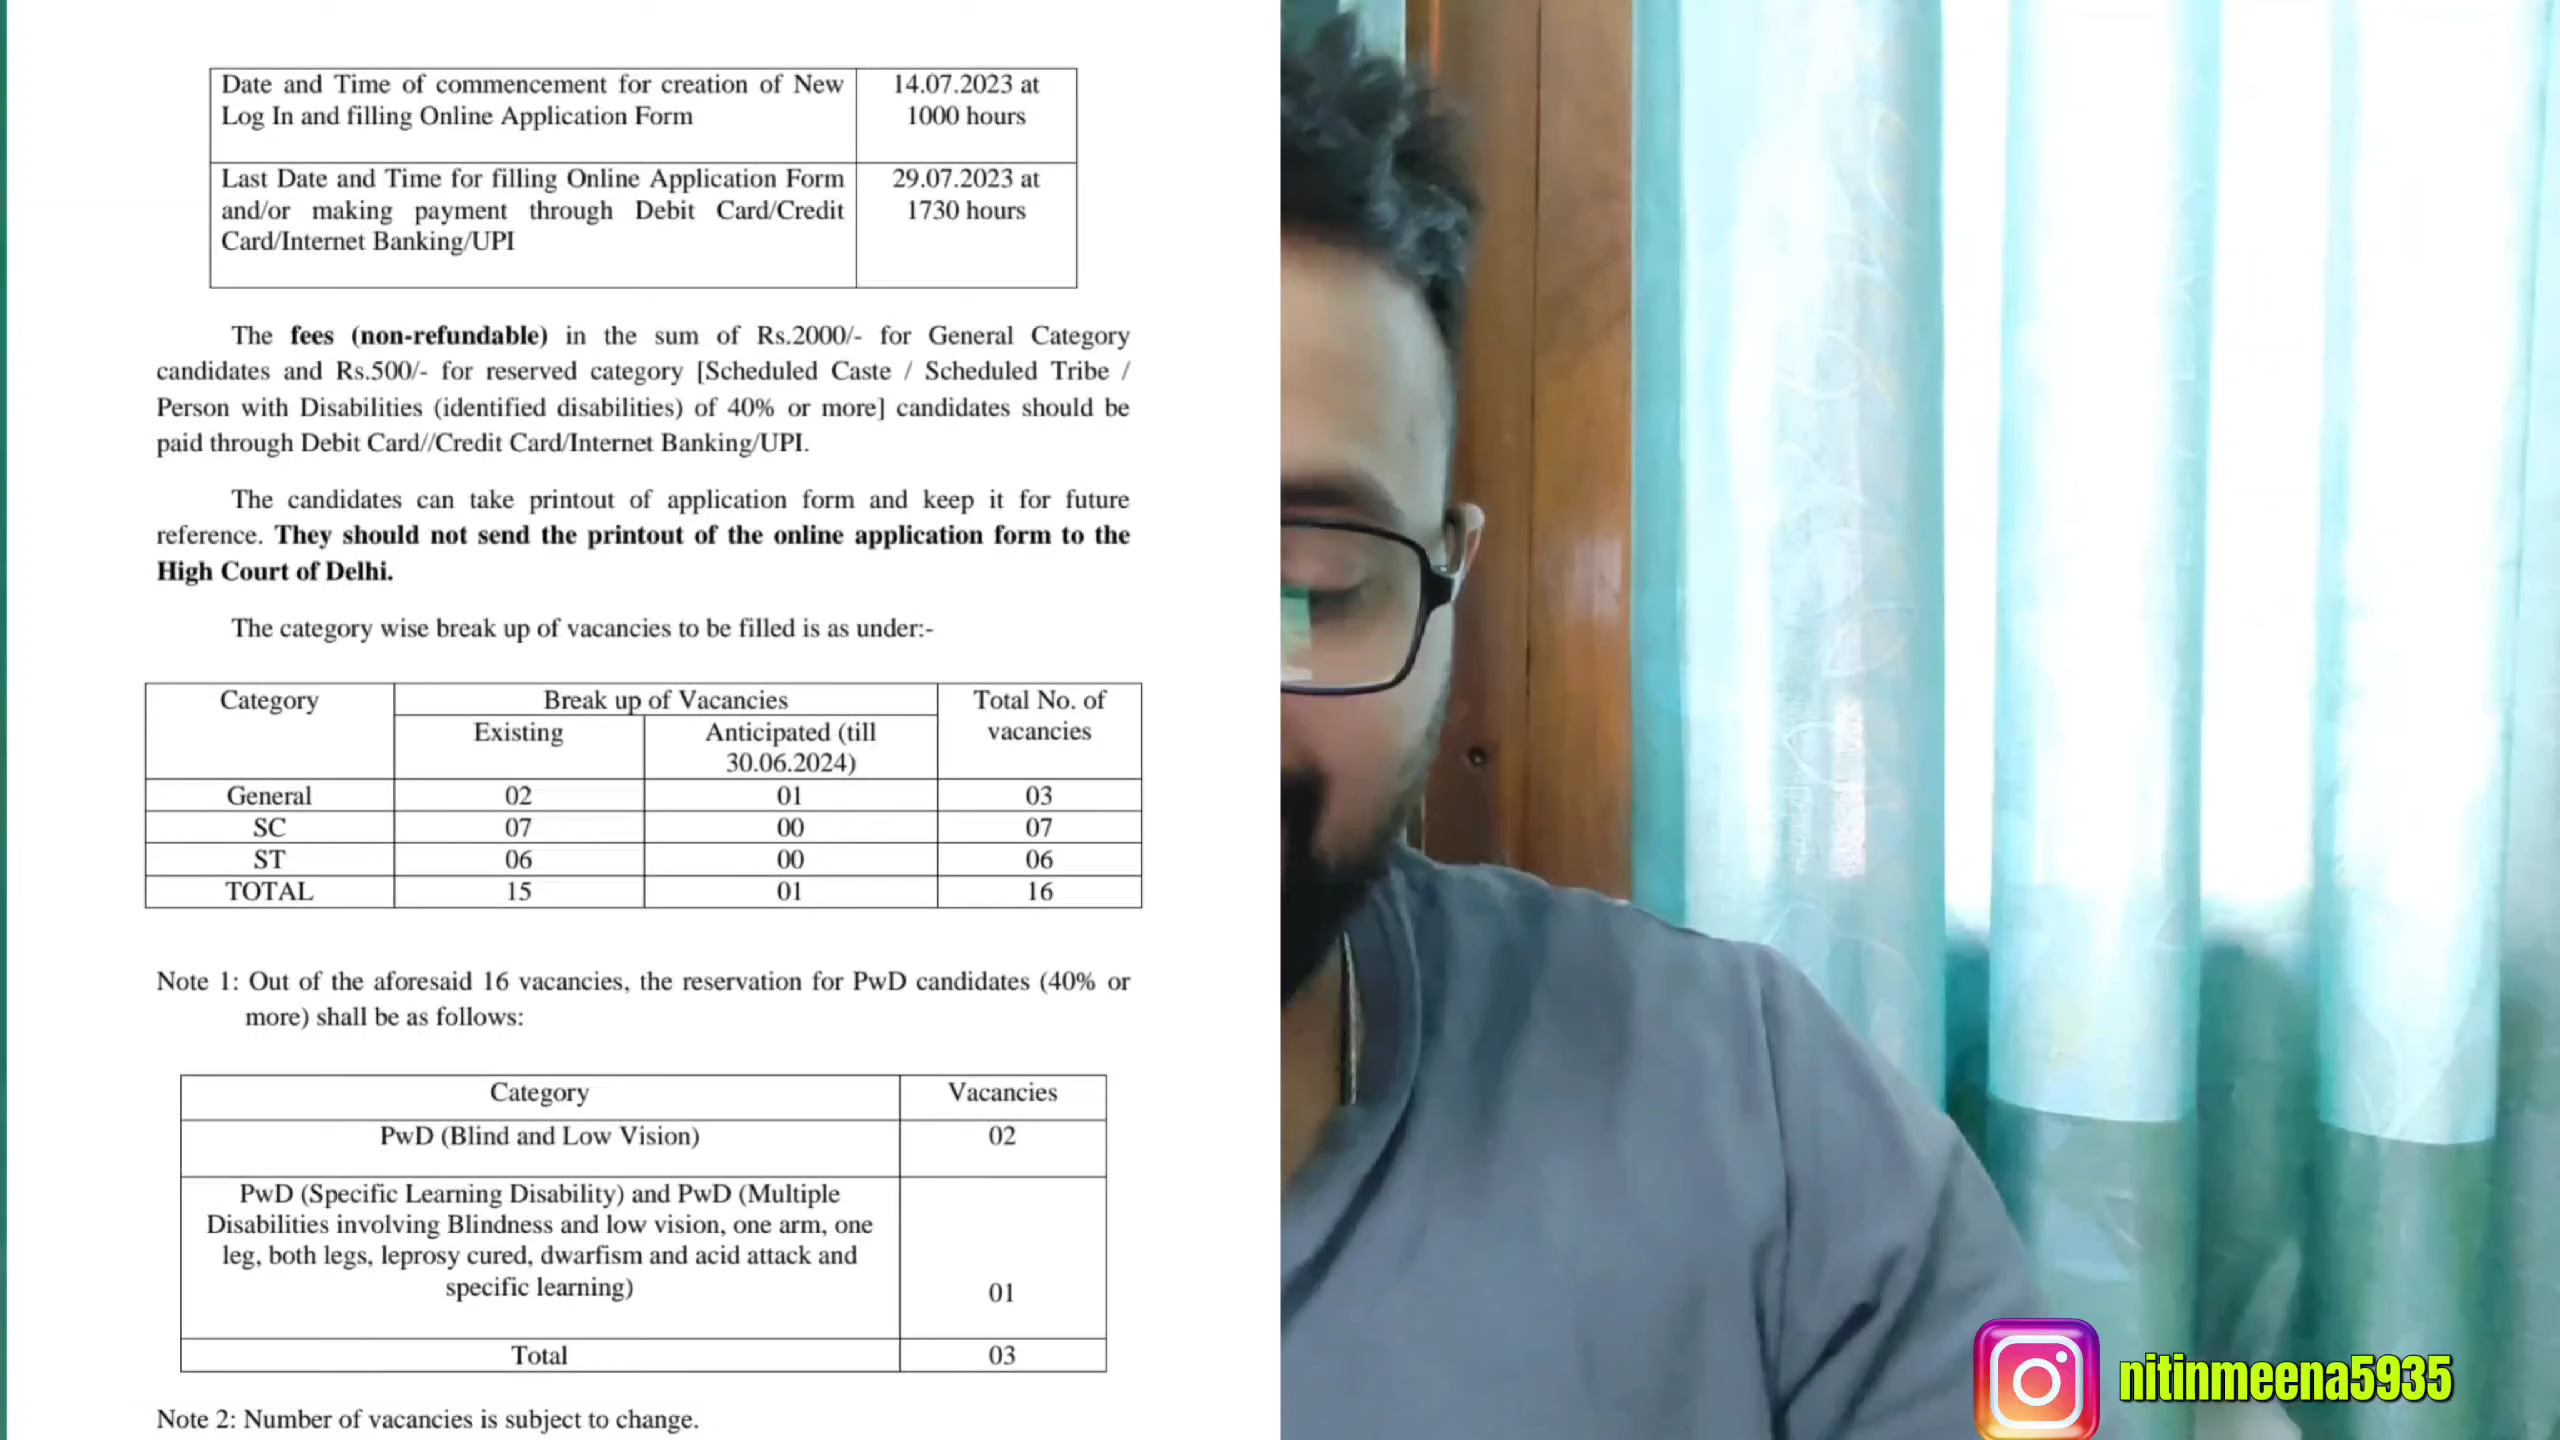 Date and Time of commencement for creation of New
Log In and filling Online Application Form
14.07.2023 at
1000 hours
Last Date and Time for filling Online Application Form
and/or making payment through Debit Card/Credit
Card/Internet Banking/UPI
29.07.2023 at
1730 hours
The fees (non-refundable) in the sum of Rs.2000/- for General Category
candidates and Rs.500/- for reserved category [Scheduled Caste / Scheduled Tribe /
Person with Disabilities (identified disabilities) of 40% or more] candidates should be
paid through Debit Card//Credit Card/Internet Banking/UPI.
The candidates can take printout of application form and keep it for future
reference. They should not send the printout of the online application form to the
High Court of Delhi.
The category wise break up of vacancies to be filled is as under:-
Category
Break up of Vacancies
Total No. of
vacancies
Existing
Anticipated (till
30.06.2024)
General 02 01 03
SC 07 00 07
ST 06 00 06
TOTAL 15 01 16
Note 1: Out of the aforesaid 16 vacancies, the reservation for PwD candidates (40% or
more) shall be as follows:
Category Vacancies
PwD (Blind and Low Vision) 02
PwD (Specific Learning Disability) and PwD (Multiple
Disabilities involving Blindness and low vision, one arm, one
leg, both legs, leprosy cured, dwarfism and acid attack and
specific learning)
01
Total 03
Note 2: Number of vacancies is subject to change.
nitinmeena5935